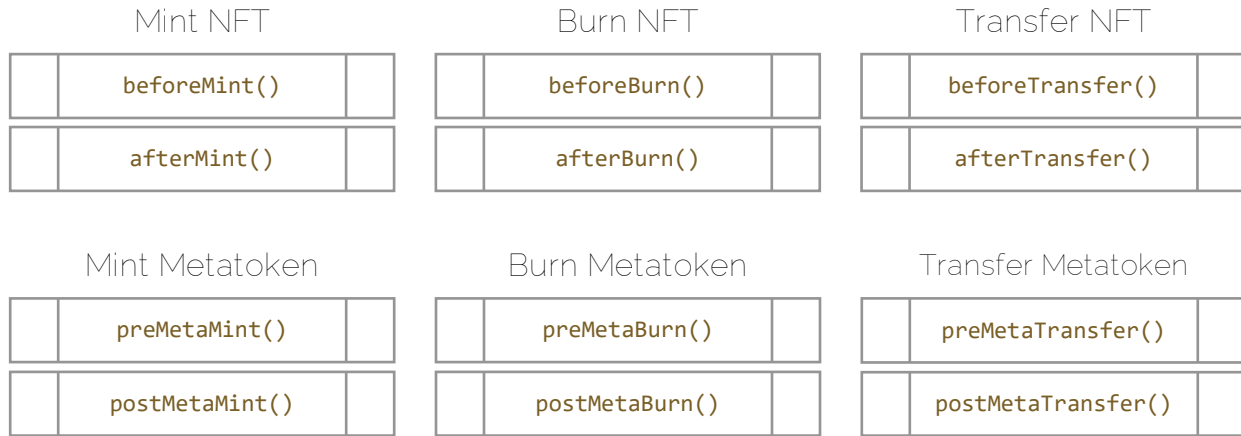 Mint NFT
Burn NFT
Transfer NFT
beforeMint()
beforeBurn()
beforeTransfer()
afterMint()
afterBurn()
afterTransfer()
Mint Metatoken
Burn Metatoken
Transfer Metatoken
preMetaMint()
preMetaBurn()
preMetaTransfer()
postMetaMint()
postMetaBurn()
postMetaTransfer()